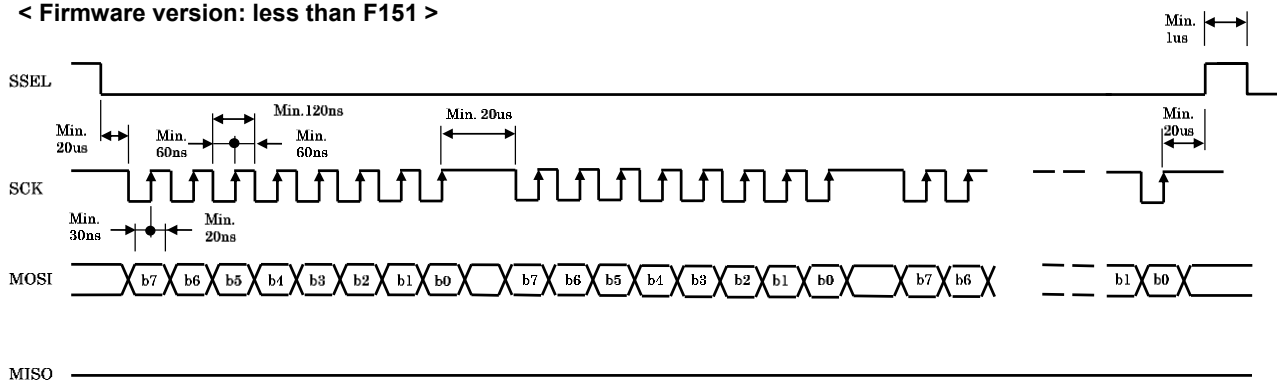 < Firmware version: less than F151 >
Min.
1us
SSEL
Min.
20us
Min.
60ns
Min.120ns
Min.
60ns
Min. 20us
Min.
20us
SCK
Min.
30ns
Min.
20ns
MOSI b7 b6 b5 b4 b3 b2 b1 b0 b7 b6 b5 b4 b3 b2 b1 b0 b7 b6 b1 b0
MISO